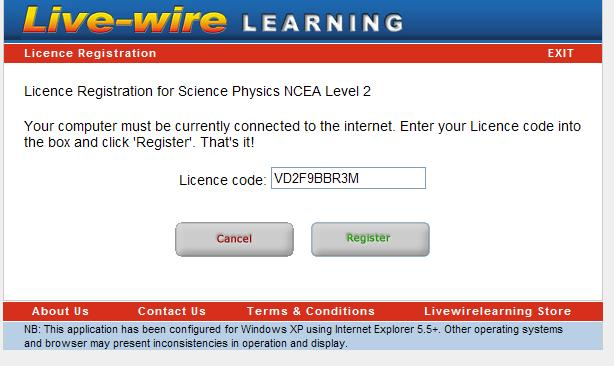 Live-wire LEARNING
Licence Registration EXIT
Licence Registration for Science Physics NCEA Level 2
Your computer must be currently connected to the internet. Enter your Licence code into
the box and click 'Register'. That's it!
Licence code: VD2F9BBR3M
Cancel Register
About Us Contact Us Terms & Conditions Livewirelearning Store
NB: This application has been configured for Windows XP using Internet Explorer 5.5+. Other operating systems
and browser may present inconsistencies in operation and display.